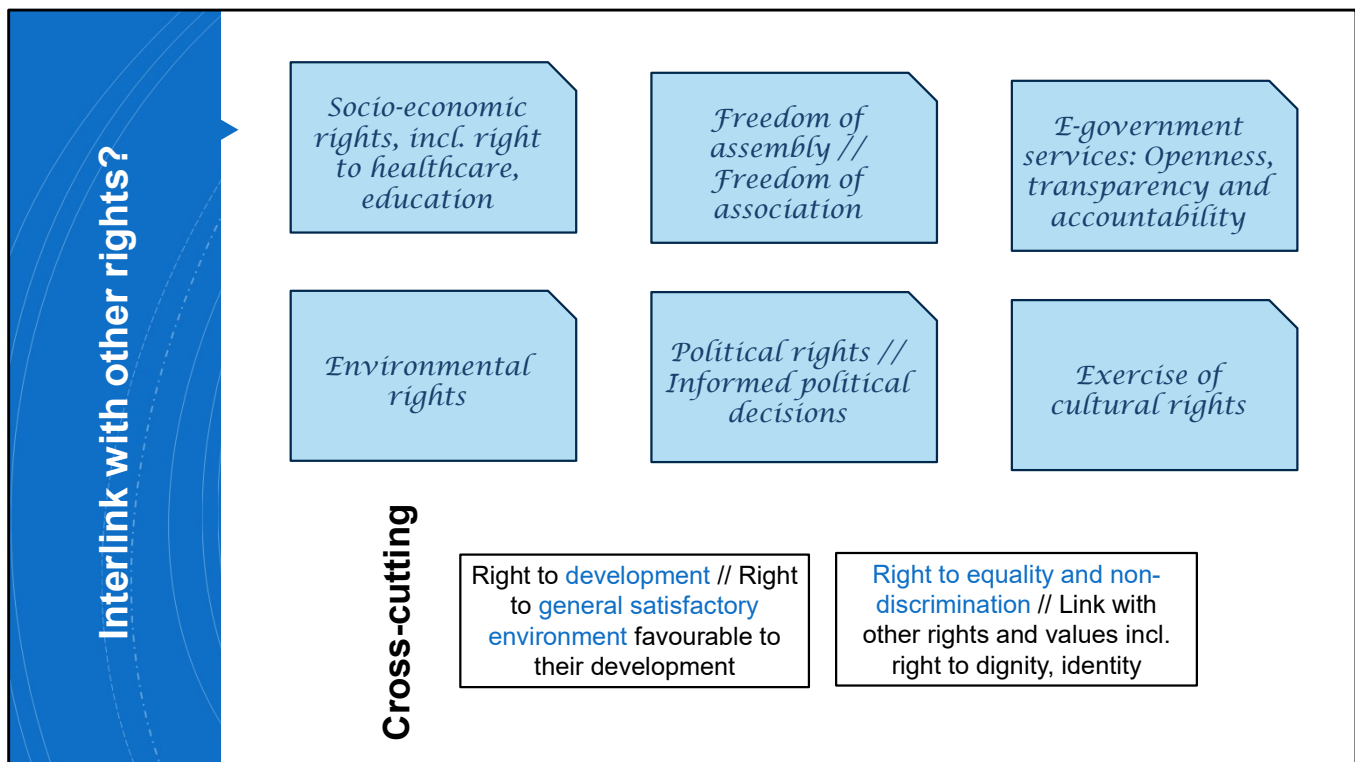 Interlink with other rights?
Socio-economic
rights, incl. right
to healthcare,
education
Freedom of
assembly //
Freedom of
association
E-government
services: Openness,
transparency and
accountability
Environmental
rights
Political rights //
Informed political
decisions
Exercise of
cultural rights
Cross-cutting
Right to development // Right
to general satisfactory
environment favourable to
their development
Right to equality and non-
discrimination // Link with
other rights and values incl.
right to dignity, identity